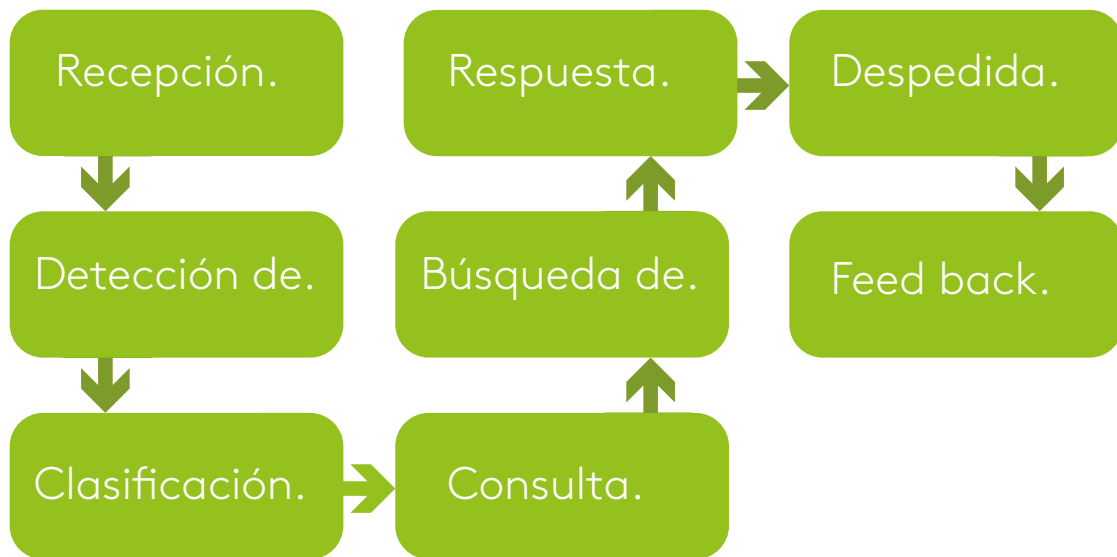 Recepción.
Detección de.
Clasificación.
Consulta.
Búsqueda de.
Respuesta.
Despedida.
Feed back.